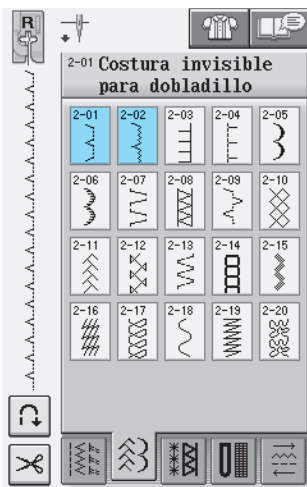 R
2-01 Costura invisible
para dobladillo
2-01 2-02 2-03 2-04 2-05
2-06 2-07 2-08 2-09 2-10
2-11 2-12 2-13 2-14 2-15
2-16 2-17 2-18 2-19 2-20